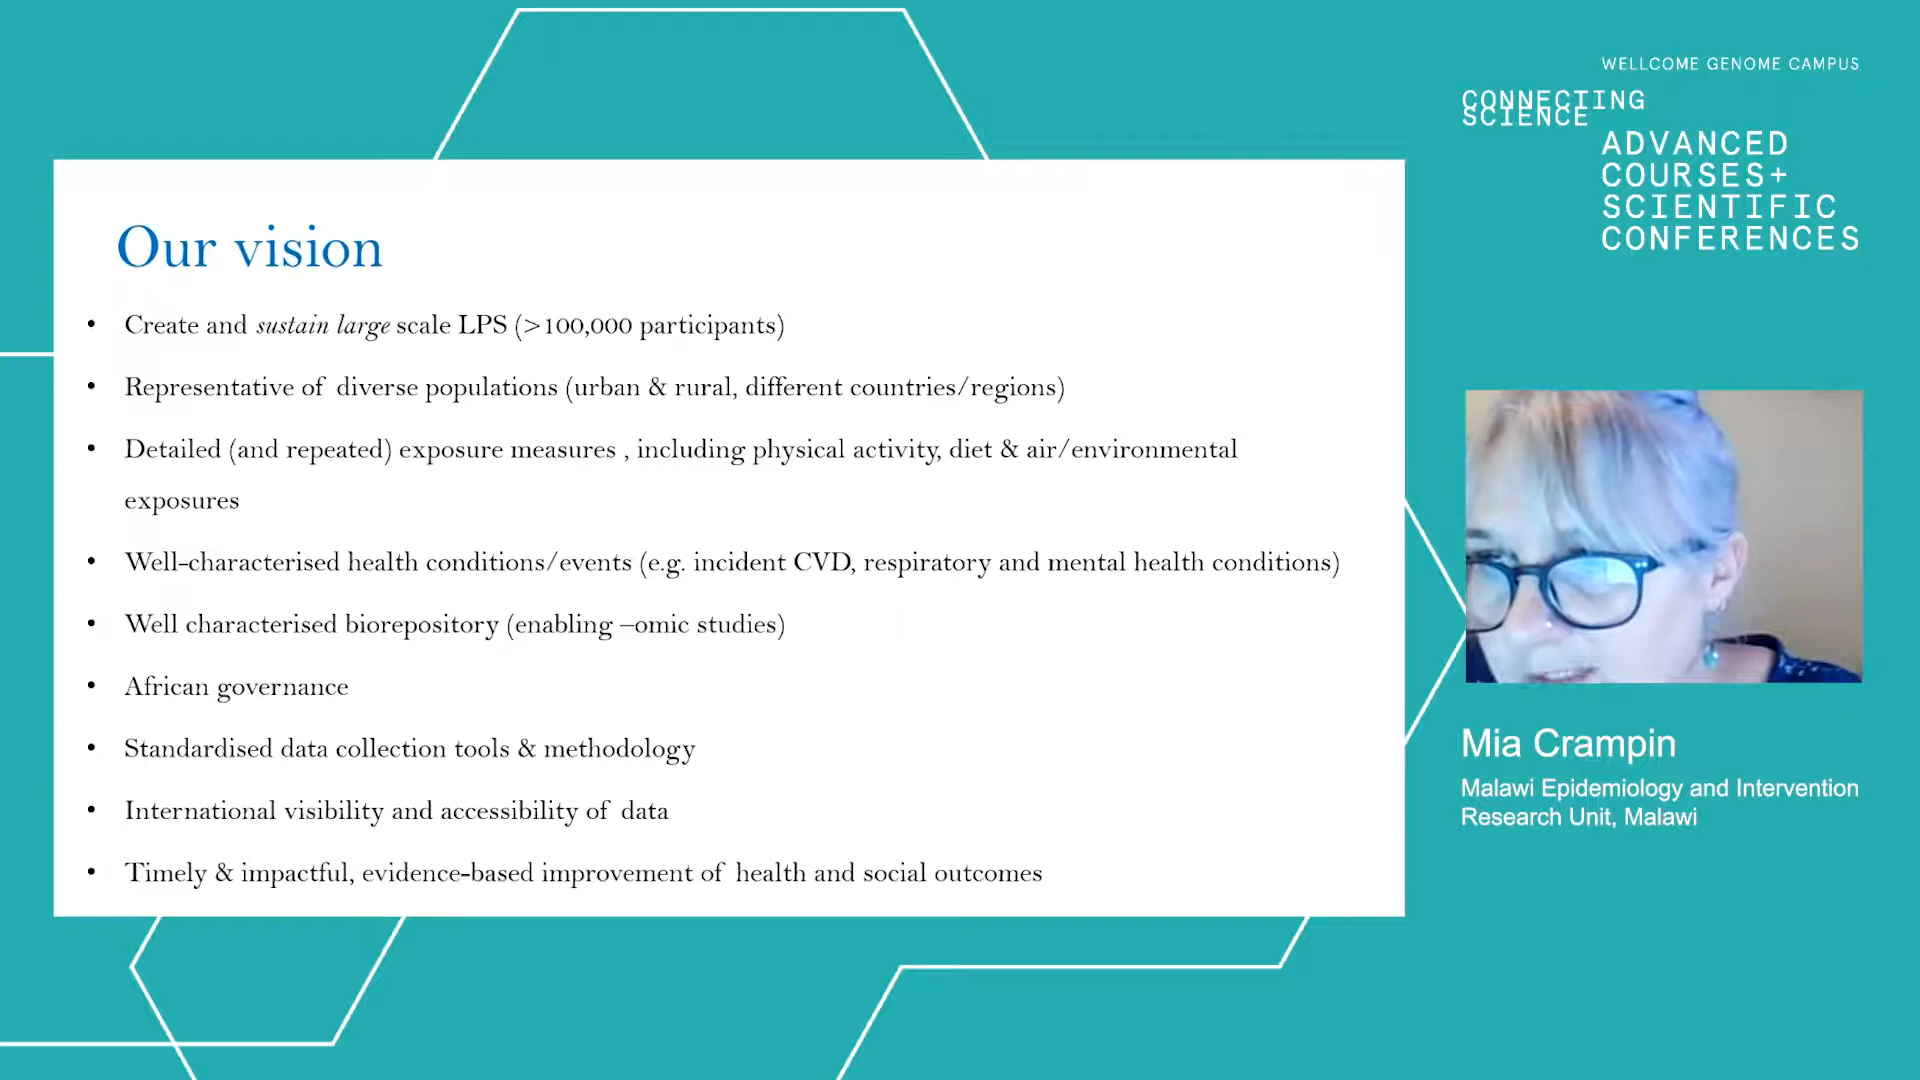 WELLCOME GENOME CAMPUS
CONNECTING
SCIENCE
ADVANCED
COURSES+
SCIENTIFIC
CONFERENCES
Our vision
• Create and sustain large scale LPS (>100,000 participants)
• Representative of diverse populations (urban & rural, different countries/regions)
• Detailed (and repeated) exposure measures , including physical activity, diet & air/environmental
exposures
• Well-characterised health conditions/events (e.g. incident CVD, respiratory and mental health conditions)
• Well characterised biorepository (enabling –omic studies)
• African governance
• Standardised data collection tools & methodology
• International visibility and accessibility of data
• Timely & impactful, evidence-based improvement of health and social outcomes
Mia Crampin
Malawi Epidemiology and Intervention
Research Unit, Malawi